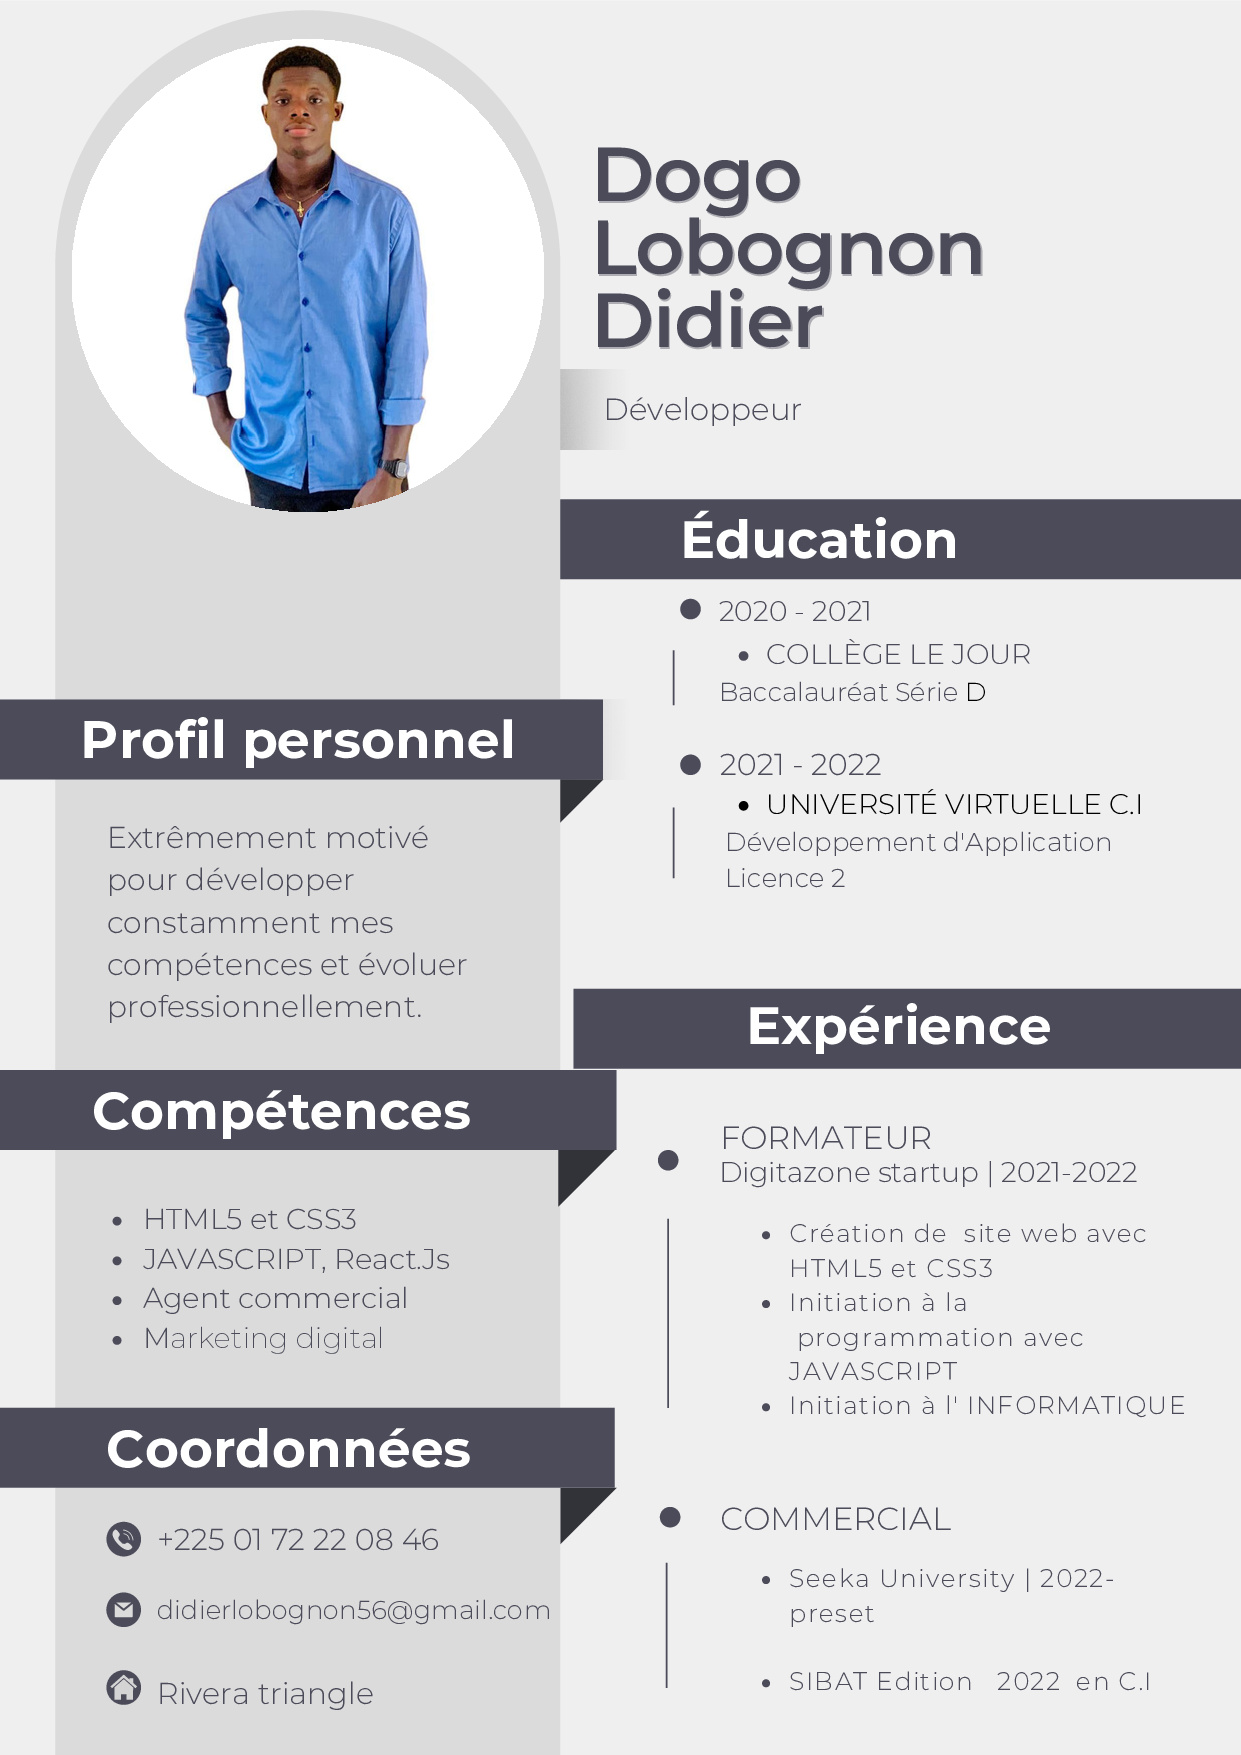 Dogo
Lobognon
Didier
Développeur
Éducation
2020 - 2021
• COLLÈGE LE JOUR
Baccalauréat Série D
2021 - 2022
• UNIVERSITÉ VIRTUELLE C.I
Développement d'Application
Licence 2
Profil personnel
Extrêmement motivé
pour développer
constamment mes
compétences et évoluer
professionnellement.
Compétences
• HTML5 et CSS3
• JAVASCRIPT, React.Js
• Agent commercial
• Marketing digital
Coordonnées
+225 01 72 22 08 46
didierlobognon56@gmail.com
Rivera triangle
Expérience
FORMATEUR
Digitazone startup | 2021-2022
• Création de site web avec
HTML5 et CSS3
• Initiation à la
programmation avec
JAVASCRIPT
• Initiation à l' INFORMATIQUE
COMMERCIAL
• Seeka University | 2022-
preset
• SIBAT Edition 2022 en C.I